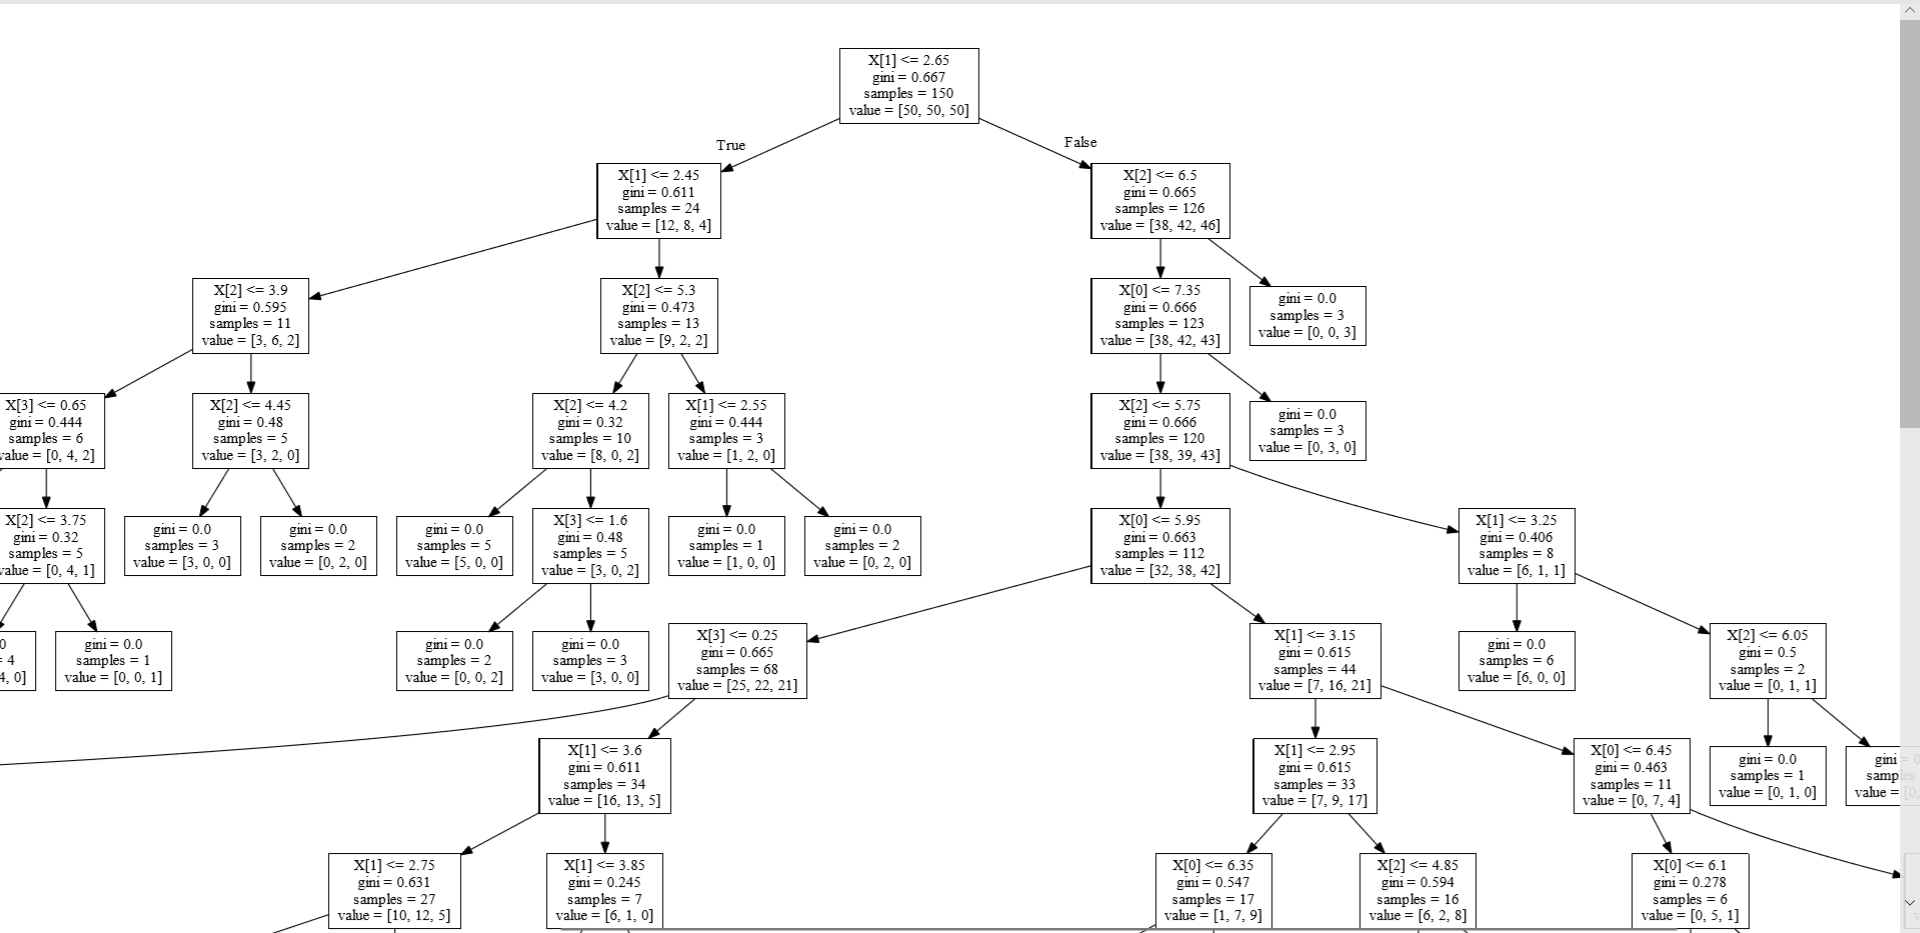 X[1] <= 2.65
gini = 0.667
samples = 150
value = [50, 50, 50]
True
False
X[1] <= 2.45
gini = 0.611
samples = 24
value = [12, 8, 4]
X[2] <= 6.5
gini = 0.665
samples = 126
value = [38, 42, 46]
X[2] <= 3.9
gini = 0.595
samples = 11
value = [3, 6, 2]
X[2] <= 5.3
gini = 0.473
samples = 13
value = [9, 2, 2]
X[0] <= 7.35
gini = 0.666
samples = 123
value = [38, 42, 43]
gini = 0.0
samples = 3
value = [0, 0, 3]
X[3] <= 0.65
gini = 0.444
samples = 6
value = [0, 4, 2]
X[2] <= 4.45
gini = 0.48
samples = 5
value = [3, 2, 0]
X[2] <= 4.2
gini = 0.32
samples = 10
value = [8, 0, 2]
X[1] <= 2.55
gini = 0.444
samples = 3
value = [1, 2, 0]
X[2] <= 5.75
gini = 0.666
samples = 120
value = [38, 39, 43]
gini = 0.0
samples = 3
value = [0, 3, 0]
X[2] <= 3.75
gini = 0.32
samples = 5
value = [0, 4, 1]
gini = 0.0
samples = 3
value = [3, 0, 0]
gini = 0.0
samples = 2
value = [0, 2, 0]
gini = 0.0
samples = 5
value = [5, 0, 0]
X[3] <= 1.6
gini = 0.48
samples = 5
value = [3, 0, 2]
gini = 0.0
samples = 1
value = [1, 0, 0]
gini = 0.0
samples = 2
value = [0, 2, 0]
X[0] <= 5.95
gini = 0.663
samples = 112
value = [32, 38, 42]
X[1] <= 3.25
gini = 0.406
samples = 8
value = [6, 1, 1]
0
= 4
4, 0]
gini = 0.0
samples = 1
value = [0, 0, 1]
gini = 0.0
samples = 2
value = [0, 0, 2]
gini = 0.0
samples = 3
value = [3, 0, 0]
X[3] <= 0.25
gini = 0.665
samples = 68
value = [25, 22, 21]
X[1] <= 3.15
gini = 0.615
samples = 44
value = [7, 16, 21]
gini = 0.0
samples = 6
value = [6, 0, 0]
X[2] <= 6.05
gini = 0.5
samples = 2
value = [0, 1, 1]
X[1] <= 3.6
gini = 0.611
samples = 34
value = [16, 13, 5]
X[1] <= 2.95
gini = 0.615
samples = 33
value = [7, 9, 17]
X[0] <= 6.45
gini = 0.463
samples = 11
value = [0, 7, 4]
gini = 0.0
samples = 1
value = [0, 1, 0]
gini = 0
samples
value = [0,
X[1] <= 2.75
gini = 0.631
samples = 27
value = [10, 12, 5]
X[1] <= 3.85
gini = 0.245
samples = 7
value = [6, 1, 0]
X[0] <= 6.35
gini = 0.547
samples = 17
value = [1, 7, 9]
X[2] <= 4.85
gini = 0.594
samples = 16
value = [6, 2, 8]
X[0] <= 6.1
gini = 0.278
samples = 6
value = [0, 5, 1]